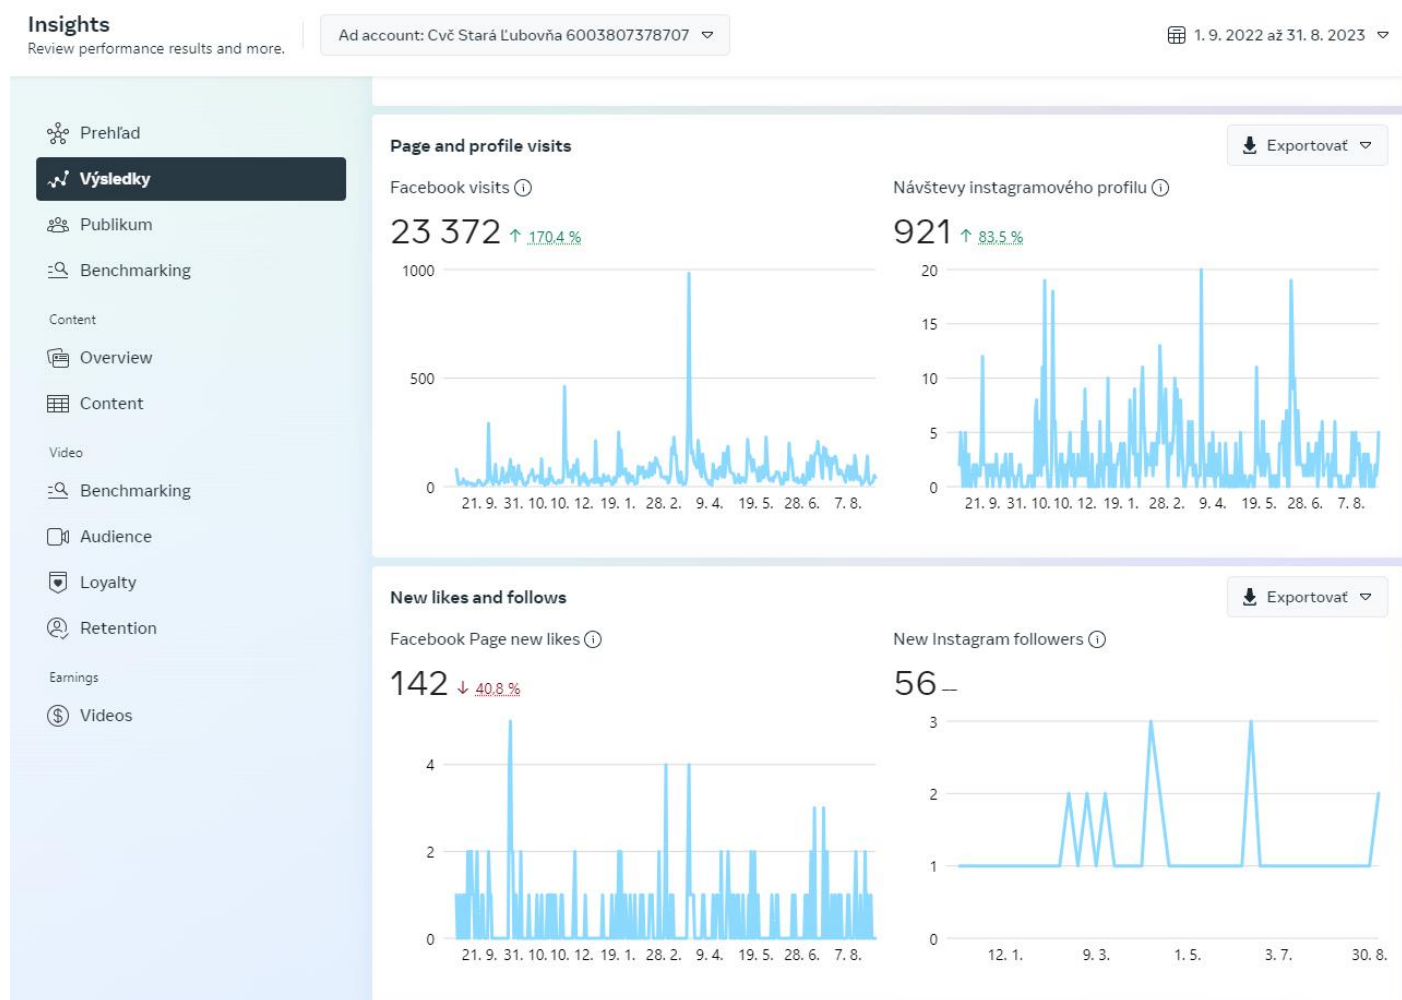 Insights
Review performance results and more.
Ad account: Cvč Stará Ľubovňa 6003807378707
1. 9. 2022 až 31. 8. 2023
Prehľad
Výsledky
Publikum
Benchmarking
Content
Overview
Content
Video
Benchmarking
Audience
Loyalty
Retention
Earnings
Videos
Page and profile visits
Exportovať
Facebook visits
23 372 ↑ 170,4 %
1000
500
0
21. 9. 31. 10. 10. 12. 19. 1. 28. 2. 9. 4. 19. 5. 28. 6. 7. 8.
Návštevy instagramového profilu
921 ↑ 83,5 %
20
15
10
5
0
21. 9. 31. 10. 10. 12. 19. 1. 28. 2. 9. 4. 19. 5. 28. 6. 7. 8.
New likes and follows
Exportovať
Facebook Page new likes
142 ↓ 40,8 %
4
2
0
21. 9. 31. 10. 10. 12. 19. 1. 28. 2. 9. 4. 19. 5. 28. 6. 7. 8.
New Instagram followers
56 --
3
2
1
0
12. 1. 9. 3. 1. 5. 3. 7. 30. 8.